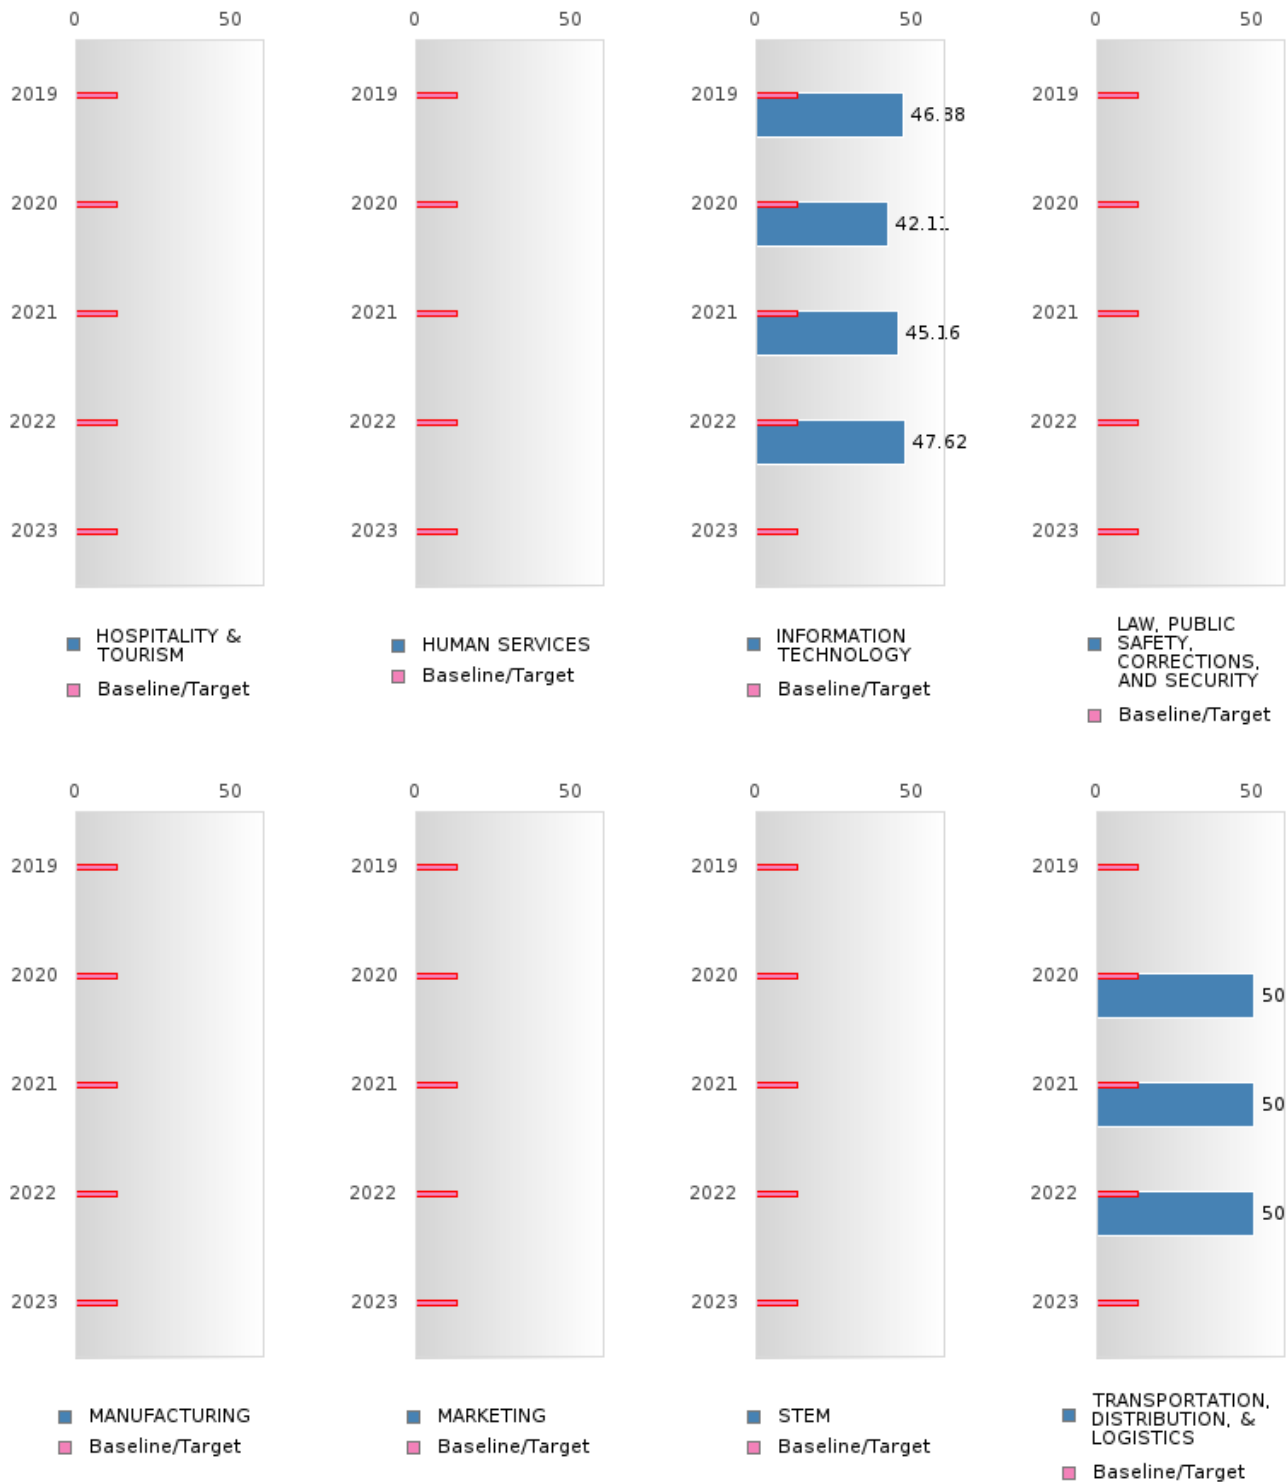 0 50
2019
2020
2021
2022
2023
HOSPITALITY &
TOURISM
Baseline/Target
0 50
2019
2020
2021
2022
2023
HUMAN SERVICES
Baseline/Target
0 50
2019
46.88
2020
42.11
2021
45.16
2022
47.62
2023
INFORMATION
TECHNOLOGY
Baseline/Target
0 50
2019
2020
2021
2022
2023
LAW, PUBLIC
SAFETY,
CORRECTIONS,
AND SECURITY
Baseline/Target
0 50
2019
2020
2021
2022
2023
MANUFACTURING
Baseline/Target
0 50
2019
2020
2021
2022
2023
MARKETING
Baseline/Target
0 50
2019
2020
2021
2022
2023
STEM
Baseline/Target
0 50
2019
2020
50
2021
50
2022
50
2023
TRANSPORTATION,
DISTRIBUTION, &
LOGISTICS
Baseline/Target